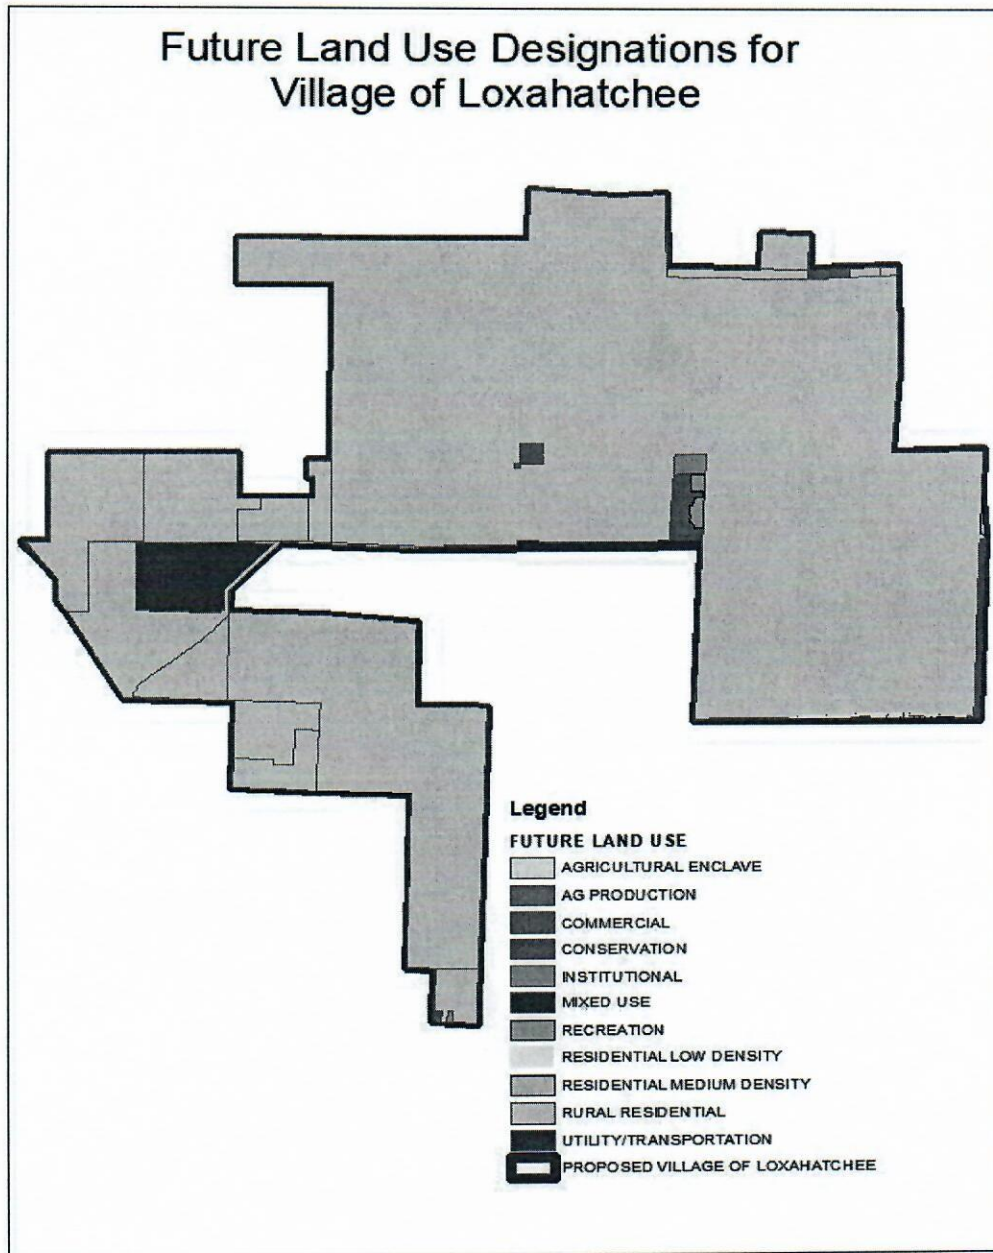 Future Land Use Designations for
Village of Loxahatchee
Legend
FUTURE LAND USE
AGRICULTURAL ENCLAVE
AG PRODUCTION
COMMERCIAL
CONSERVATION
INSTITUTIONAL
MIXED USE
RECREATION
RESIDENTIAL LOW DENSITY
RESIDENTIAL MEDIUM DENSITY
RURAL RESIDENTIAL
UTILITY/TRANSPORTATION
PROPOSED VILLAGE OF LOXAHATCHEE